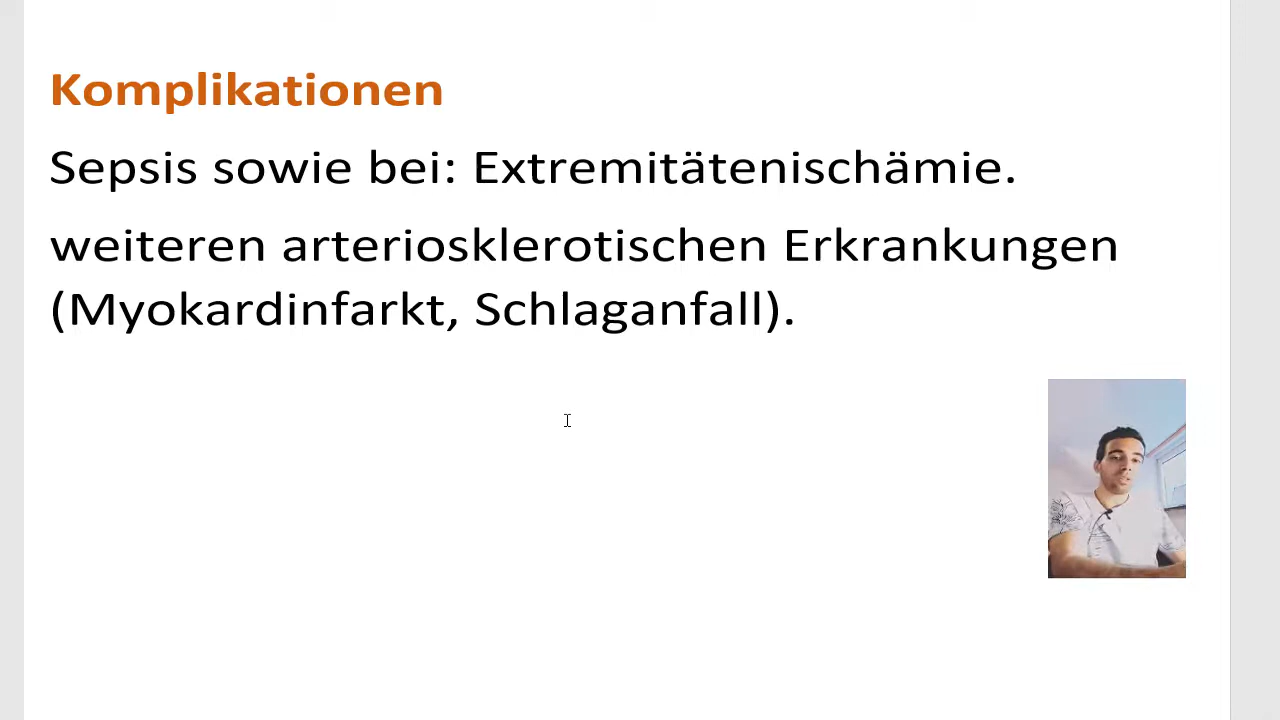 Komplikationen
Sepsis sowie bei: Extremitätenischämie.
weiteren arteriosklerotischen Erkrankungen
(Myokardinfarkt, Schlaganfall).